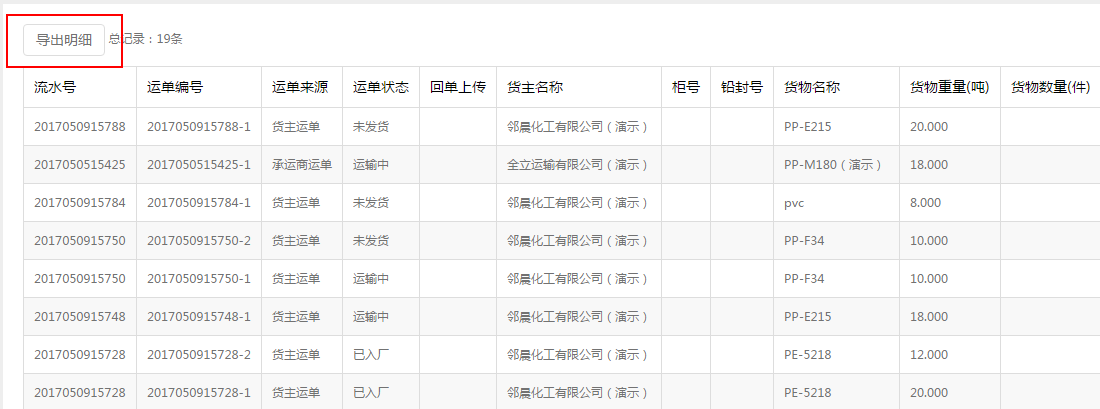 导出明细 总记录：19条
流水号 运单编号 运单来源 运单状态 回单上传 货主名称 柜号 铅封号 货物名称 货物重量(吨) 货物数量(件)
2017050915788 2017050915788-1 货主运单 未发货 邻晨化工有限公司（演示） PP-E215 20.000
2017050515425 2017050515425-1 承运商运单 运输中 全立运输有限公司（演示） PP-M180（演示） 18.000
2017050915784 2017050915784-1 货主运单 未发货 邻晨化工有限公司（演示） pvc 8.000
2017050915750 2017050915750-2 货主运单 未发货 邻晨化工有限公司（演示） PP-F34 10.000
2017050915750 2017050915750-1 货主运单 运输中 邻晨化工有限公司（演示） PP-F34 10.000
2017050915748 2017050915748-1 货主运单 运输中 邻晨化工有限公司（演示） PP-E215 18.000
2017050915728 2017050915728-2 货主运单 已入厂 邻晨化工有限公司（演示） PE-5218 12.000
2017050915728 2017050915728-1 货主运单 已入厂 邻晨化工有限公司（演示） PE-5218 20.000